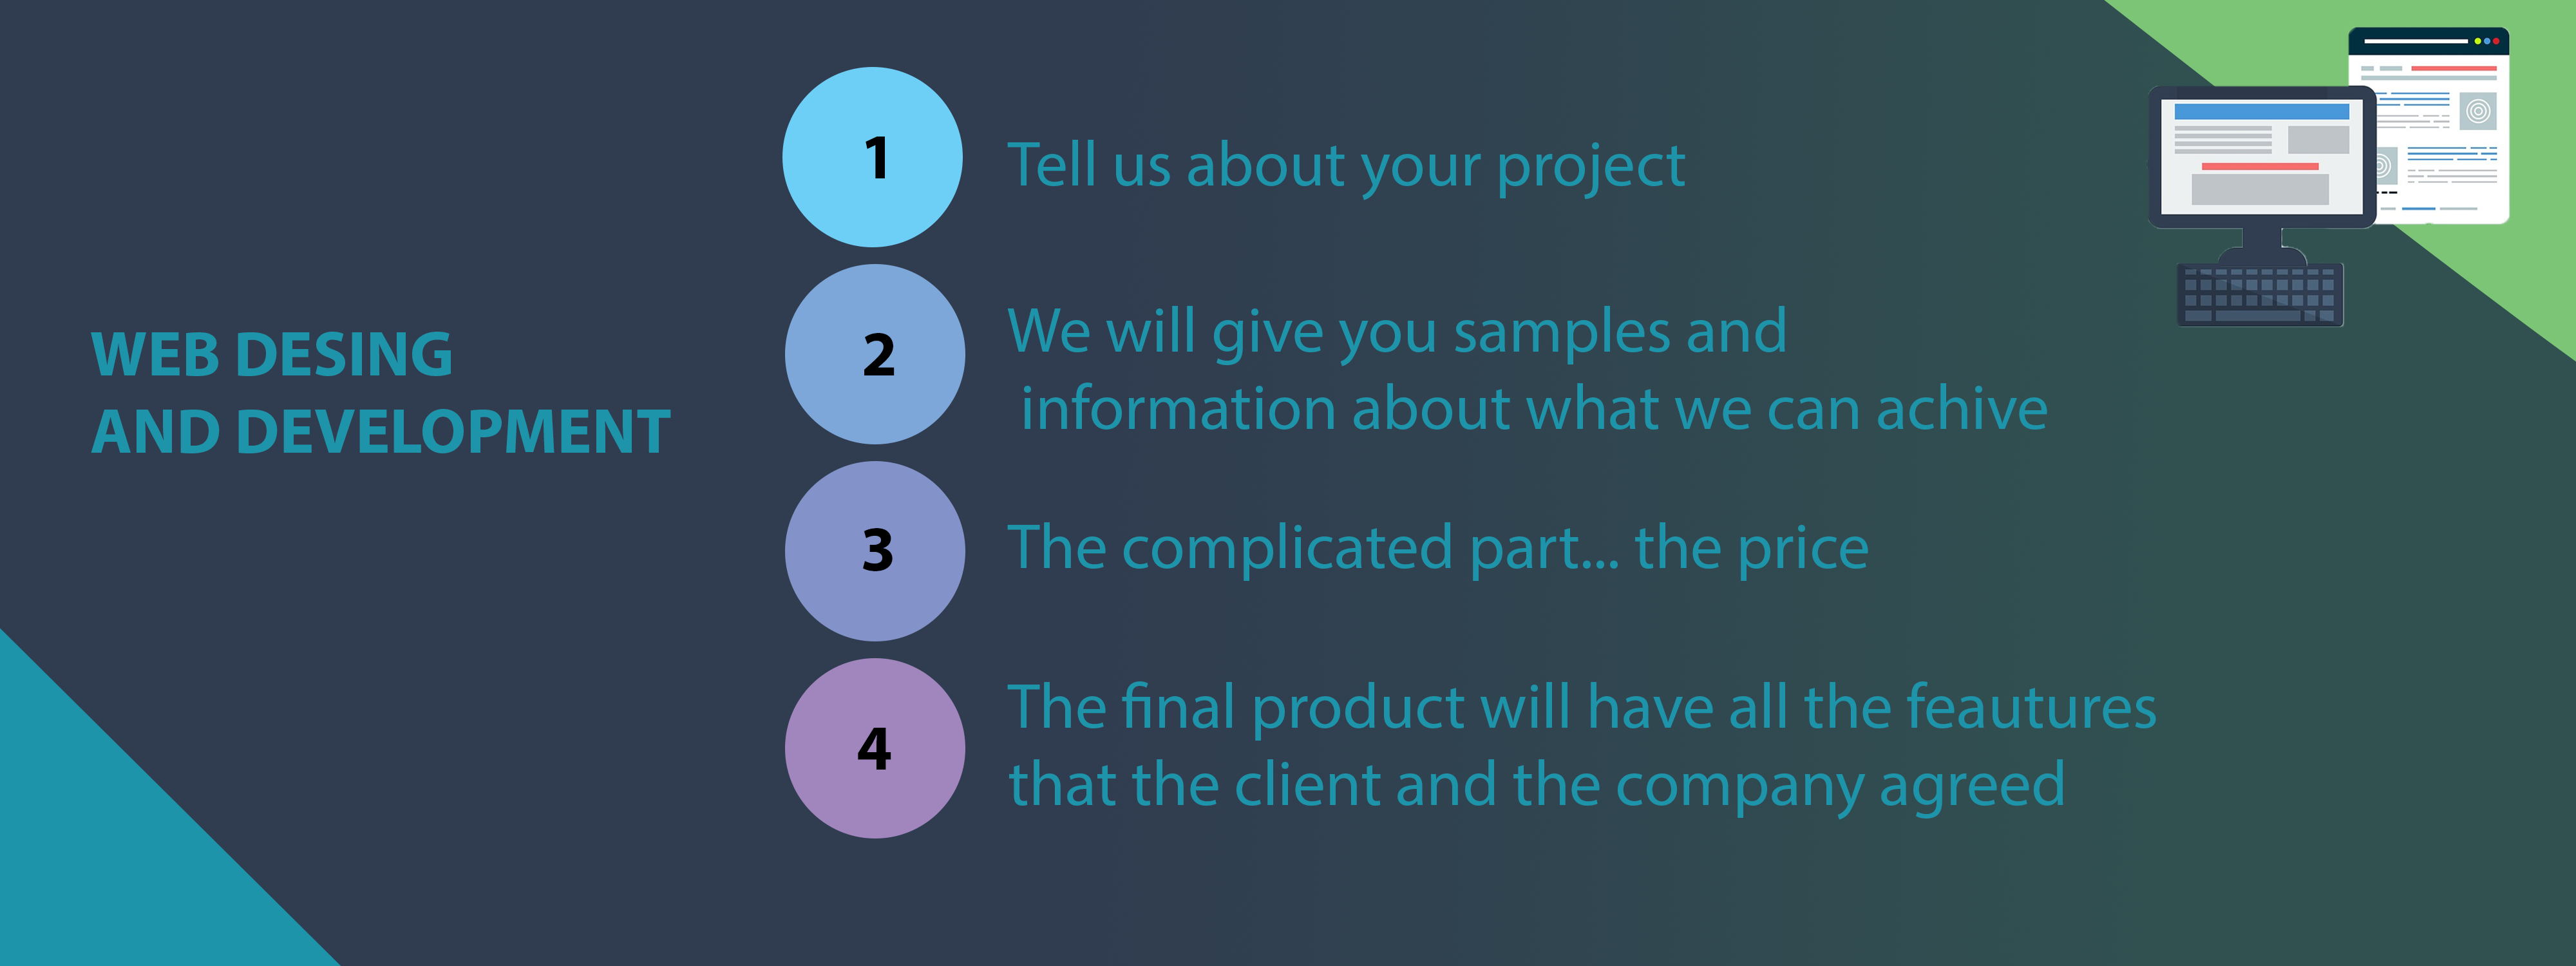 WEB DESING
AND DEVELOPMENT
1
Tell us about your project
2
We will give you samples and
information about what we can achive
3
The complicated part... the price
4
The final product will have all the feautures
that the client and the company agreed